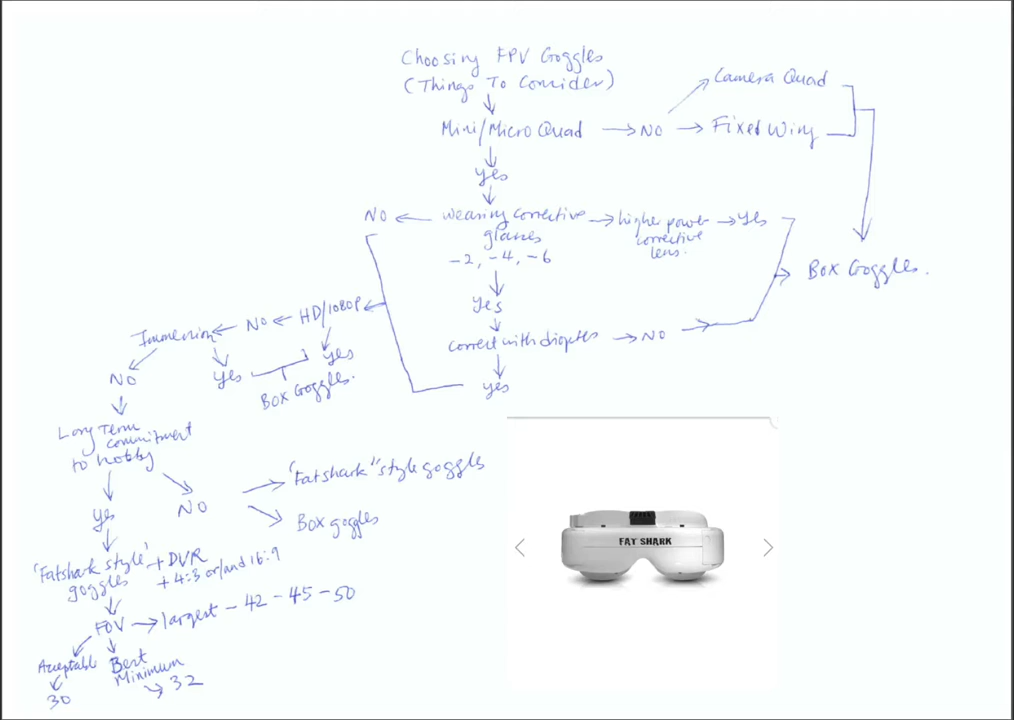 Choosing FPV Goggles
(Things To Consider)
Mini/Micro Quad
NO
Camera Quad
Fixed Wing
yes
NO
wearing corrective
glasses
-2, -4, -6
higher power
corrective
lens.
yes
Box Goggles.
yes
HD/1080P
NO
Immersion
correct with diopter
NO
yes
NO
yes
yes
Box Goggles.
Long Term
commitment
to hobby
yes
NO
"Fatshark" style goggles
Box goggles
'Fatshark style'
goggles
+ DVR
+ 4:3 or/and 16:9
FOV
largest - 42 - 45 - 50
Acceptable
30
Best
Minimum
32
FAT SHARK